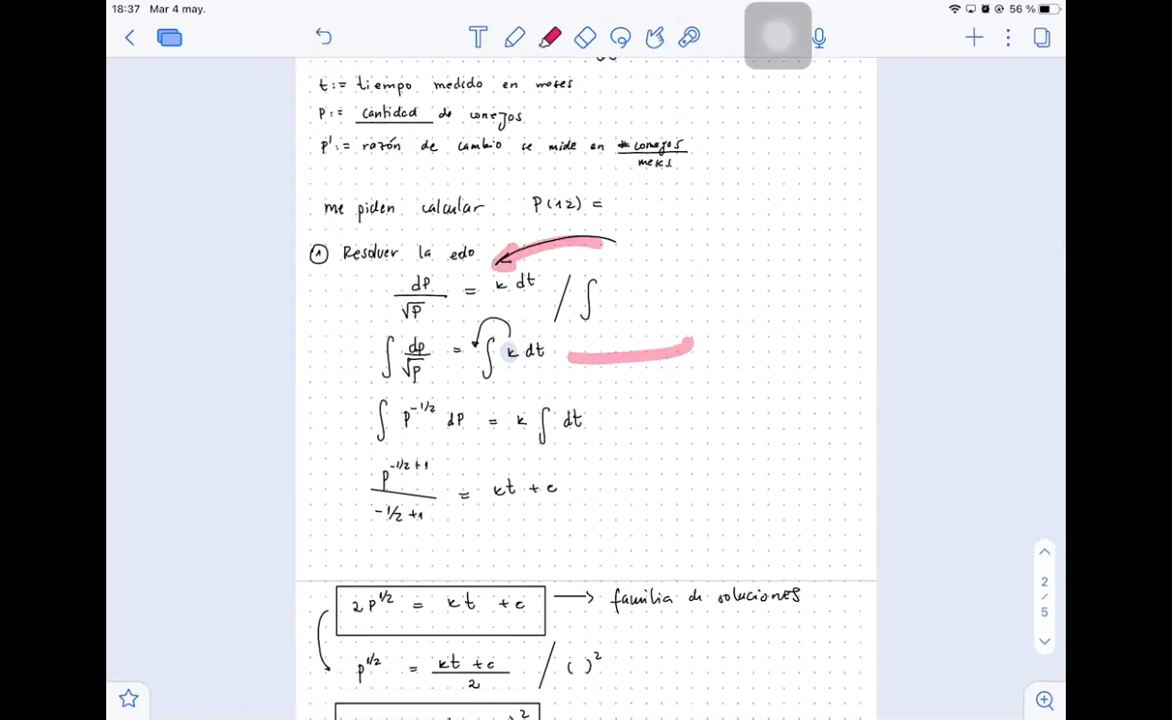 18:37 Mar 4 may. 56 %
t := tiempo medido en meses
P := cantidad de conejos
P' := razón de cambio se mide en # conejos / meses
me piden calcular P(12) =
① Resolver la edo
dP / √P = k dt / ∫
∫ dp / √P = ∫ k dt
∫ P^-1/2 dP = k ∫ dt
P^-1/2+1 / -1/2+1 = kt + c
2 P^1/2 = kt + c → familia de soluciones
P^1/2 = kt + c / 2 / ( )^2
2
2 / 5